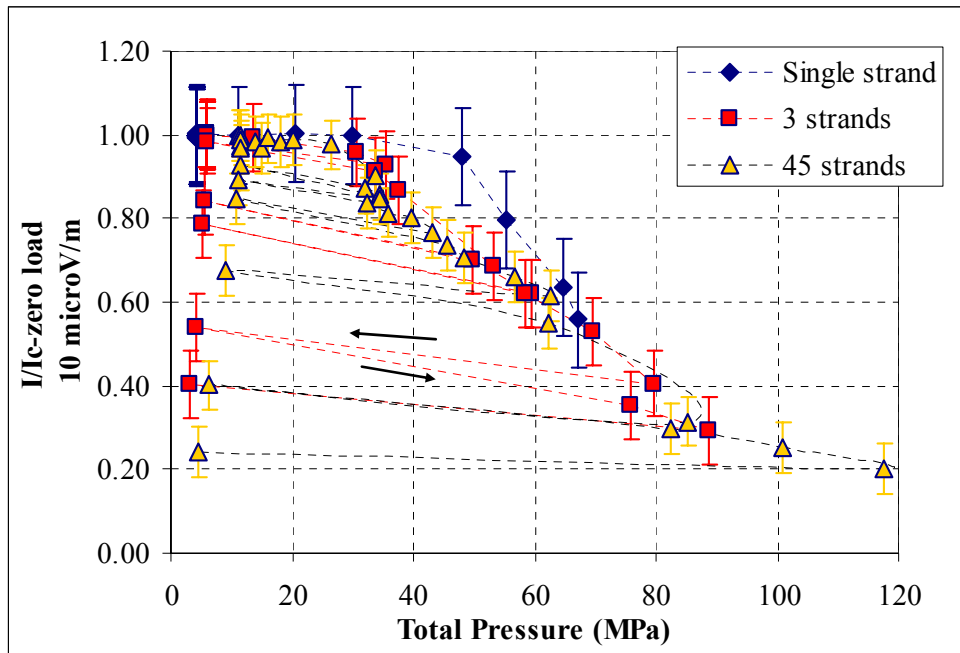 I/Ic-zero load
10 microV/m
1.20
1.00
0.80
0.60
0.40
0.20
0.00
Single strand
3 strands
45 strands
0 20 40 60 80 100 120
Total Pressure (MPa)